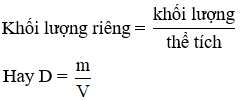 Khối lượng riêng = khối lượng / thể tích
Hay D = m / V